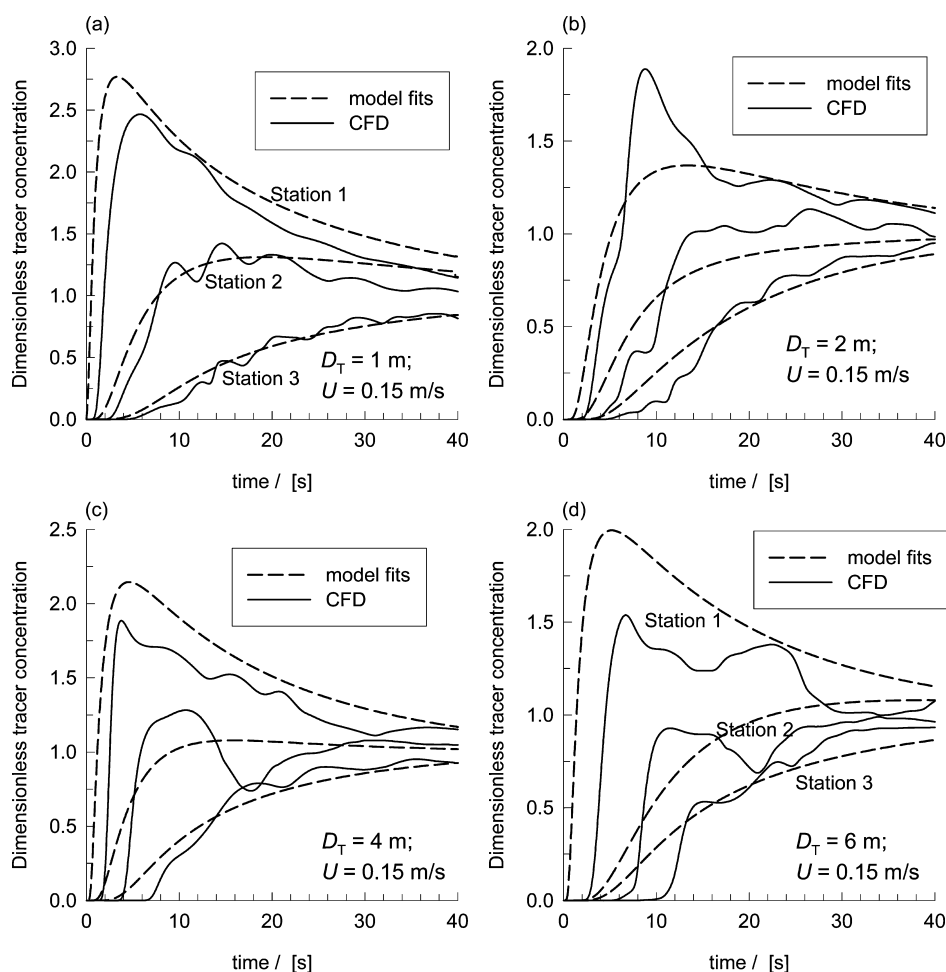 (a)
Dimensionless tracer concentration
3.0
2.5
2.0
1.5
1.0
0.5
0.0
model fits
CFD
Station 1
Station 2
Station 3
D_T = 1 m;
U = 0.15 m/s
0 10 20 30 40
time / [s]
(b)
Dimensionless tracer concentration
2.0
1.5
1.0
0.5
0.0
model fits
CFD
D_T = 2 m;
U = 0.15 m/s
0 10 20 30 40
time / [s]
(c)
Dimensionless tracer concentration
2.5
2.0
1.5
1.0
0.5
0.0
model fits
CFD
D_T = 4 m;
U = 0.15 m/s
0 10 20 30 40
time / [s]
(d)
Dimensionless tracer concentration
2.0
1.5
1.0
0.5
0.0
model fits
CFD
Station 1
Station 2
Station 3
D_T = 6 m;
U = 0.15 m/s
0 10 20 30 40
time / [s]